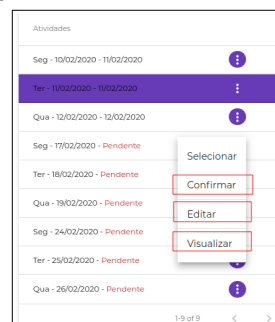 Atividades
Seg - 10/02/2020 - 11/02/2020
Ter - 11/02/2020 - 11/02/2020
Qua - 12/02/2020 - 12/02/2020
Seg - 17/02/2020 - Pendente
Selecionar
Ter - 18/02/2020 - Pendente
Confirmar
Qua - 19/02/2020 - Pendente
Editar
Seg - 24/02/2020 - Pendente
Visualizar
Ter - 25/02/2020 - Pendente
Qua - 26/02/2020 - Pendente
1-9 of 9 < >